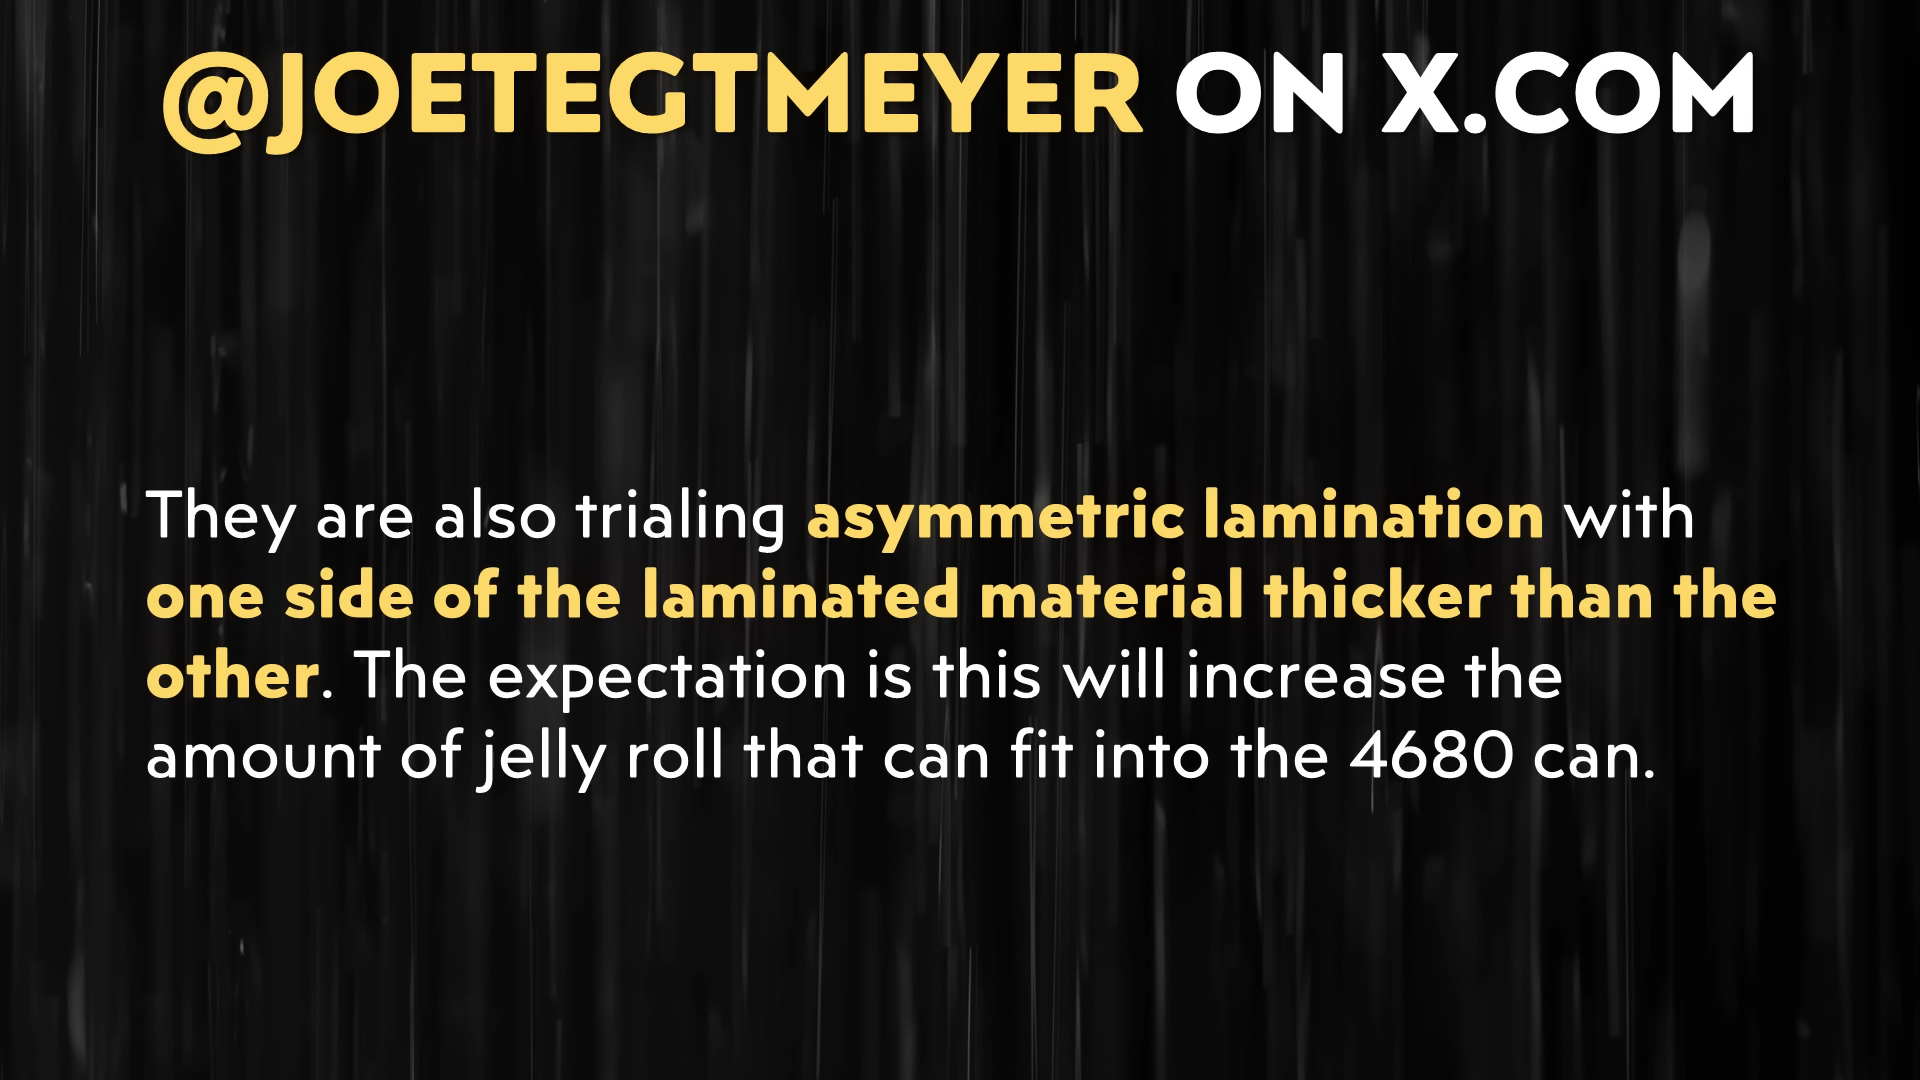 @JOETEGTMEYER ON X.COM
They are also trialing asymmetric lamination with
one side of the laminated material thicker than the
other. The expectation is this will increase the
amount of jelly roll that can fit into the 4680 can.